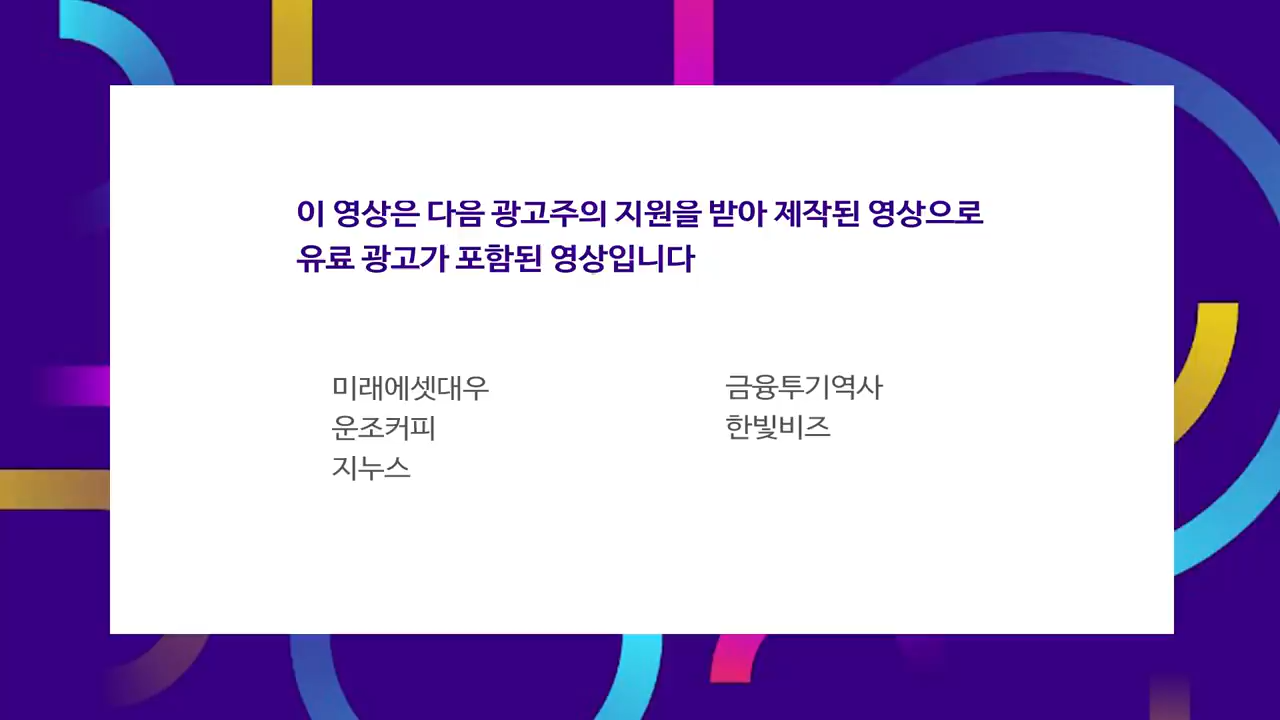 이 영상은 다음 광고주의 지원을 받아 제작된 영상으로
유료 광고가 포함된 영상입니다
미래에셋대우
운조커피
지누스
금융투기역사
한빛비즈